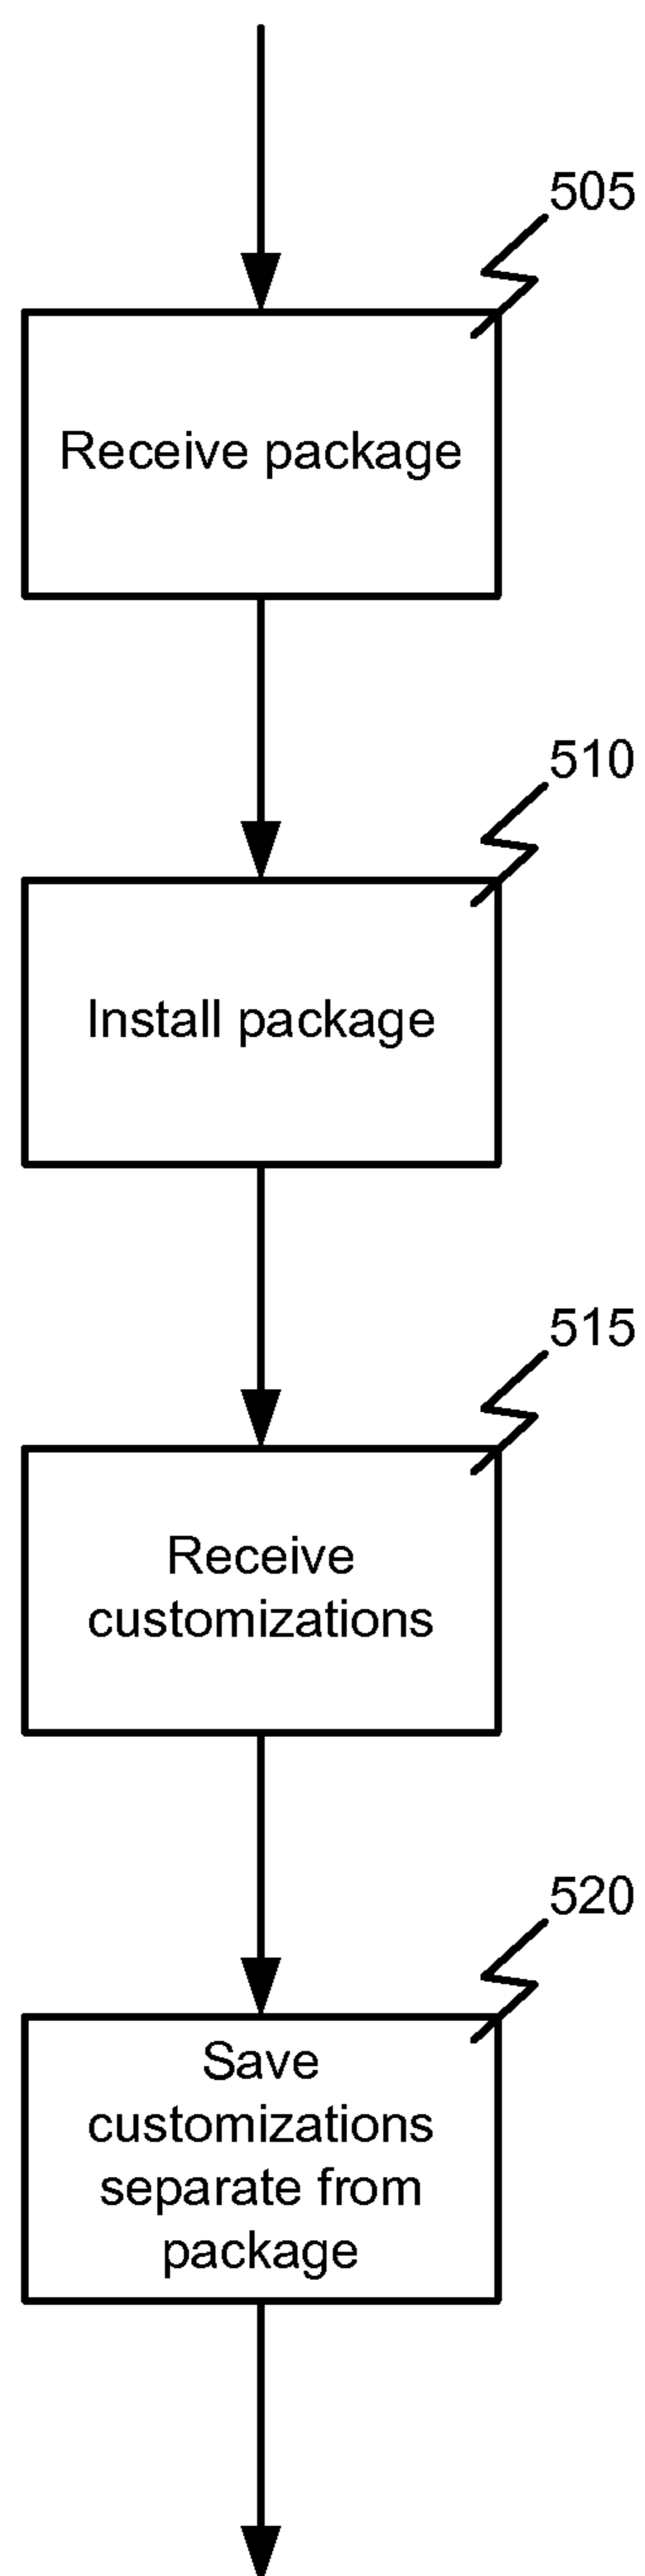 505
Receive package
510
Install package
515
Receive
customizations
520
Save
customizations
separate from
package